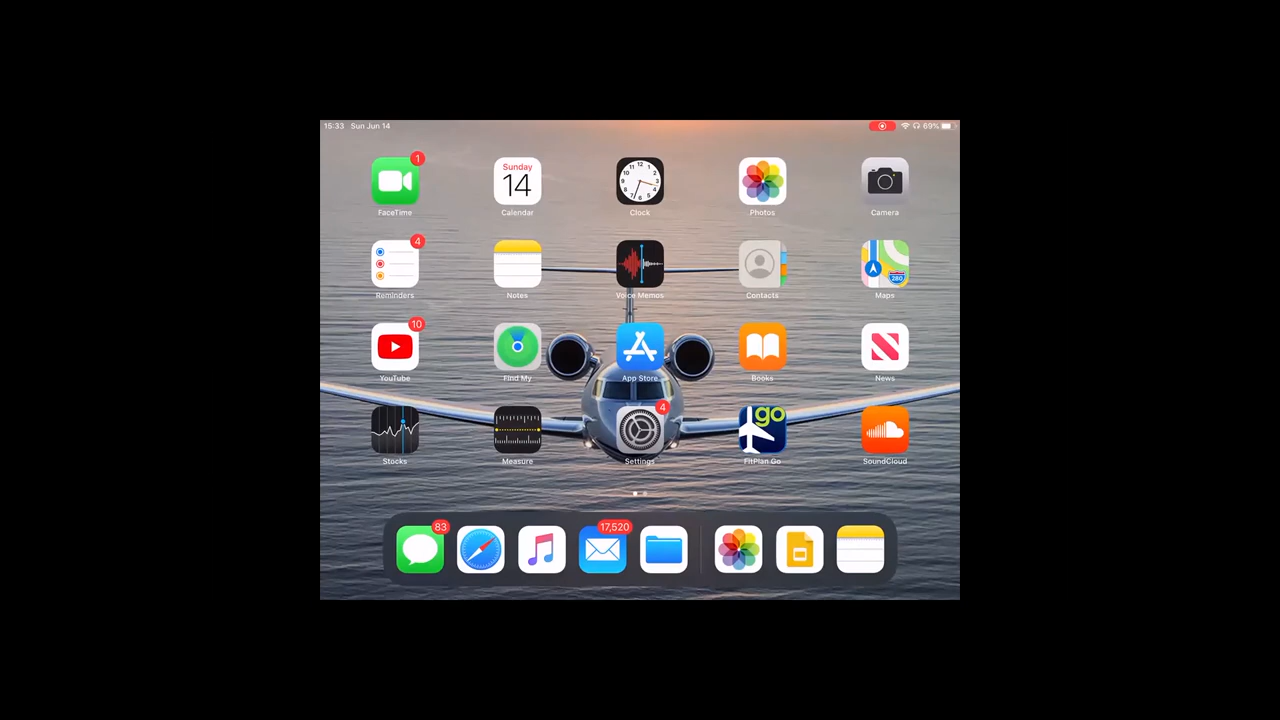 15:33 Sun Jun 14 69%
1
Sunday
14
12
FaceTime Calendar Clock Photos Camera
4
280
Reminders Notes Voice Memos Contacts Maps
10
YouTube Find My App Store Books News
4
go
Stocks Measure Settings FltPlan Go SoundCloud
83 17,520